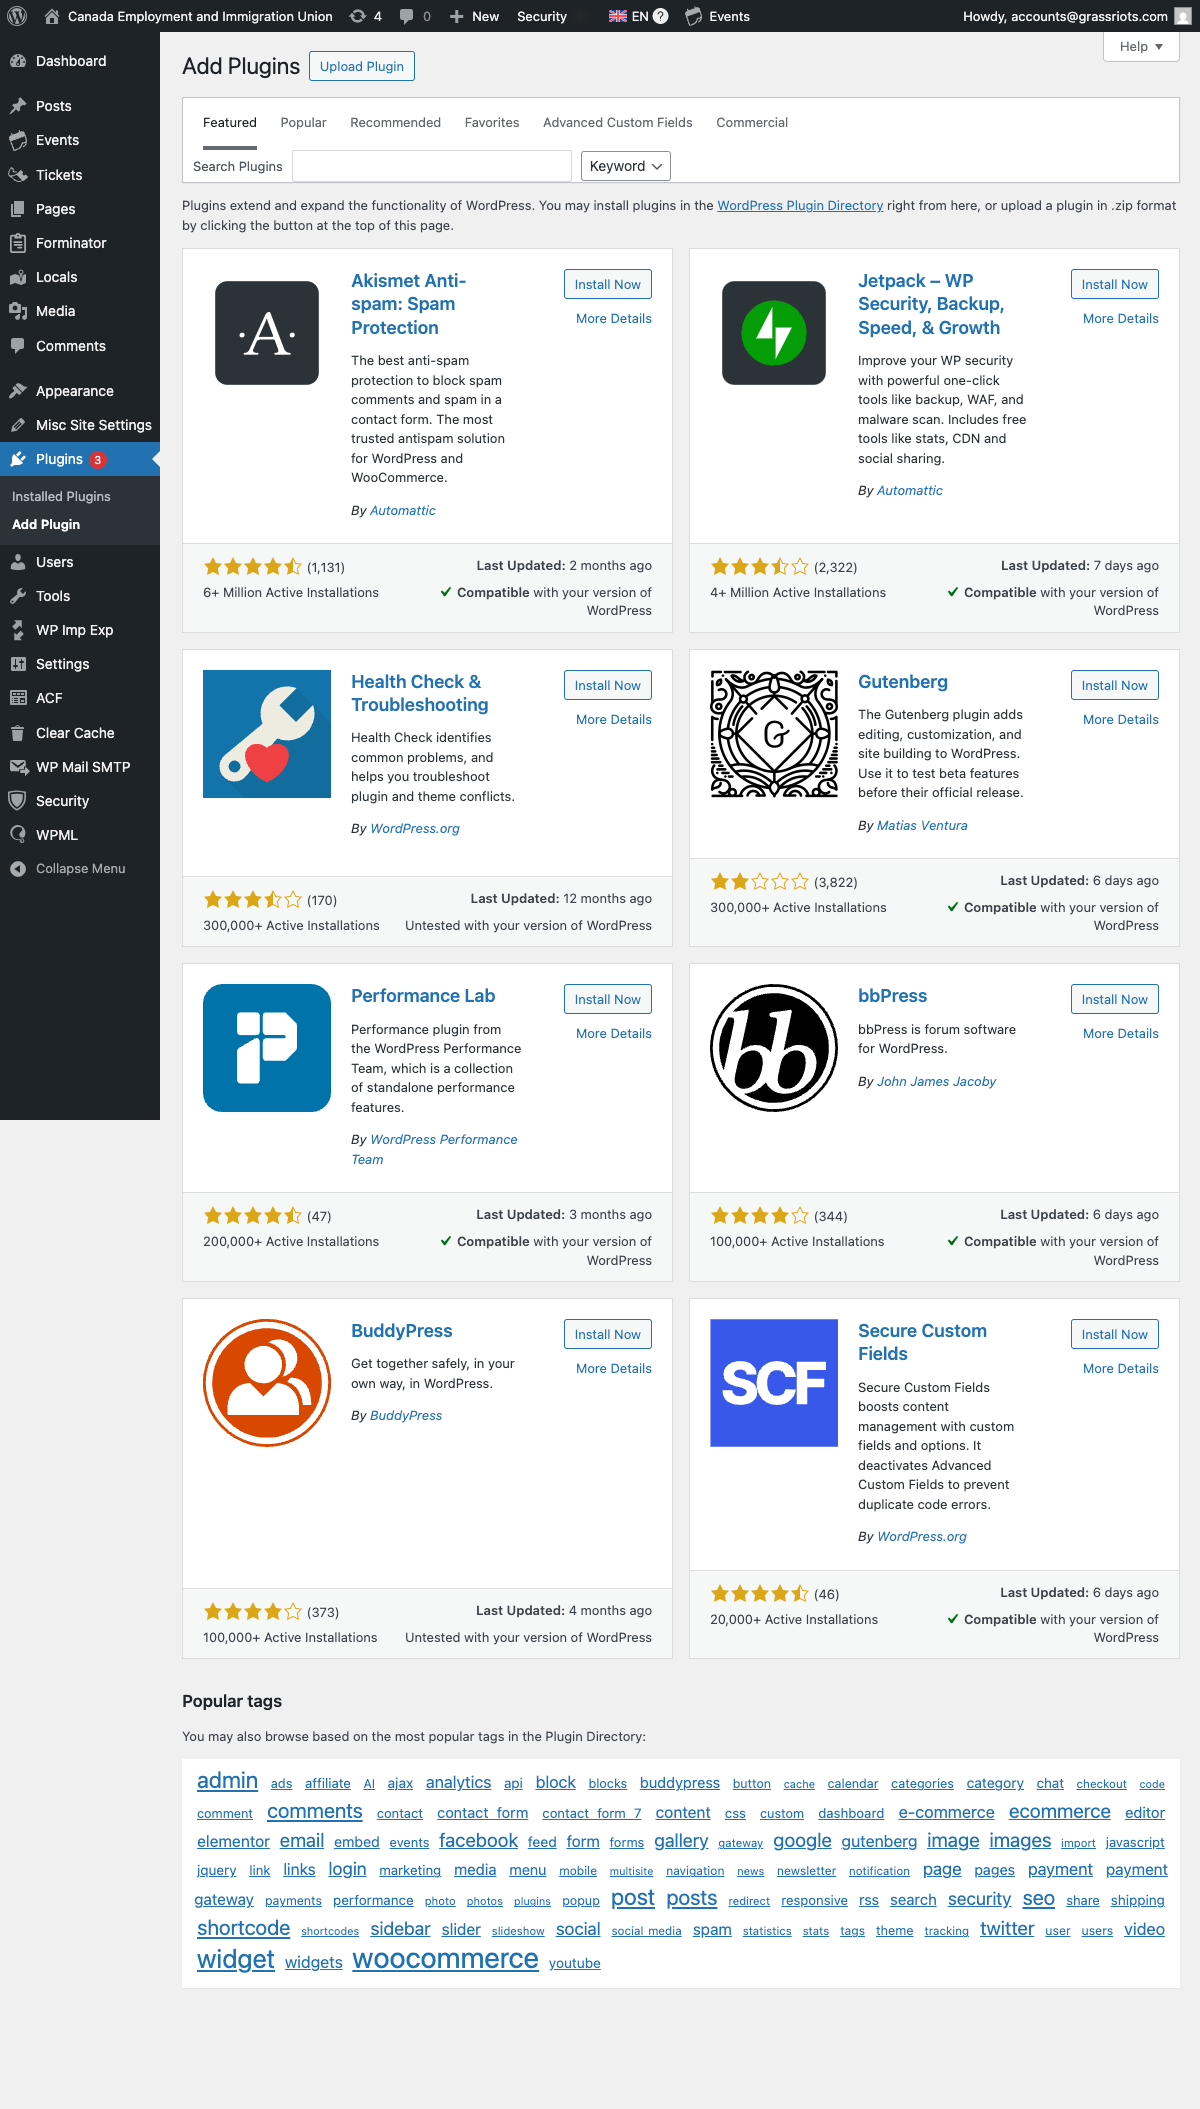 Canada Employment and Immigration Union 4 0 New Security EN ? Events Howdy, accounts@grassriots.com
Dashboard
Posts
Events
Tickets
Pages
Forminator
Locals
Media
Comments
Appearance
Misc Site Settings
Plugins 3
Installed Plugins
Add Plugin
Users
Tools
WP Imp Exp
Settings
ACF
Clear Cache
WP Mail SMTP
Security
WPML
Collapse Menu
Help
Add Plugins Upload Plugin
Featured Popular Recommended Favorites Advanced Custom Fields Commercial
Search Plugins Keyword
Plugins extend and expand the functionality of WordPress. You may install plugins in the WordPress Plugin Directory right from here, or upload a plugin in .zip format
by clicking the button at the top of this page.
A
Akismet Anti-
spam: Spam
Protection
Install Now
More Details
The best anti-spam
protection to block spam
comments and spam in a
contact form. The most
trusted antispam solution
for WordPress and
WooCommerce.
By Automattic
(1,131)
6+ Million Active Installations
Last Updated: 2 months ago
Compatible with your version of
WordPress
Jetpack – WP
Security, Backup,
Speed, & Growth
Install Now
More Details
Improve your WP security
with powerful one-click
tools like backup, WAF, and
malware scan. Includes free
tools like stats, CDN and
social sharing.
By Automattic
(2,322)
4+ Million Active Installations
Last Updated: 7 days ago
Compatible with your version of
WordPress
Health Check &
Troubleshooting
Install Now
More Details
Health Check identifies
common problems, and
helps you troubleshoot
plugin and theme conflicts.
By WordPress.org
(170)
300,000+ Active Installations
Last Updated: 12 months ago
Untested with your version of WordPress
G
Gutenberg
Install Now
More Details
The Gutenberg plugin adds
editing, customization, and
site building to WordPress.
Use it to test beta features
before their official release.
By Matias Ventura
(3,822)
300,000+ Active Installations
Last Updated: 6 days ago
Compatible with your version of
WordPress
P
Performance Lab
Install Now
More Details
Performance plugin from
the WordPress Performance
Team, which is a collection
of standalone performance
features.
By WordPress Performance
Team
(47)
200,000+ Active Installations
Last Updated: 3 months ago
Compatible with your version of
WordPress
bb
bbPress
Install Now
More Details
bbPress is forum software
for WordPress.
By John James Jacoby
(344)
100,000+ Active Installations
Last Updated: 6 days ago
Compatible with your version of
WordPress
BuddyPress
Install Now
More Details
Get together safely, in your
own way, in WordPress.
By BuddyPress
(373)
100,000+ Active Installations
Last Updated: 4 months ago
Untested with your version of WordPress
SCF
Secure Custom
Fields
Install Now
More Details
Secure Custom Fields
boosts content
management with custom
fields and options. It
deactivates Advanced
Custom Fields to prevent
duplicate code errors.
By WordPress.org
(46)
20,000+ Active Installations
Last Updated: 6 days ago
Compatible with your version of
WordPress
Popular tags
You may also browse based on the most popular tags in the Plugin Directory:
admin ads affiliate AI ajax analytics api block blocks buddypress button cache calendar categories category chat checkout code
comment comments contact contact form contact form 7 content css custom dashboard e-commerce ecommerce editor
elementor email embed events facebook feed form forms gallery gateway google gutenberg image images import javascript
jquery link links login marketing media menu mobile multisite navigation news newsletter notification page pages payment payment
gateway payments performance photo photos plugins popup post posts redirect responsive rss search security seo share shipping
shortcode shortcodes sidebar slider slideshow social social media spam statistics stats tags theme tracking twitter user users video
widget widgets woocommerce youtube